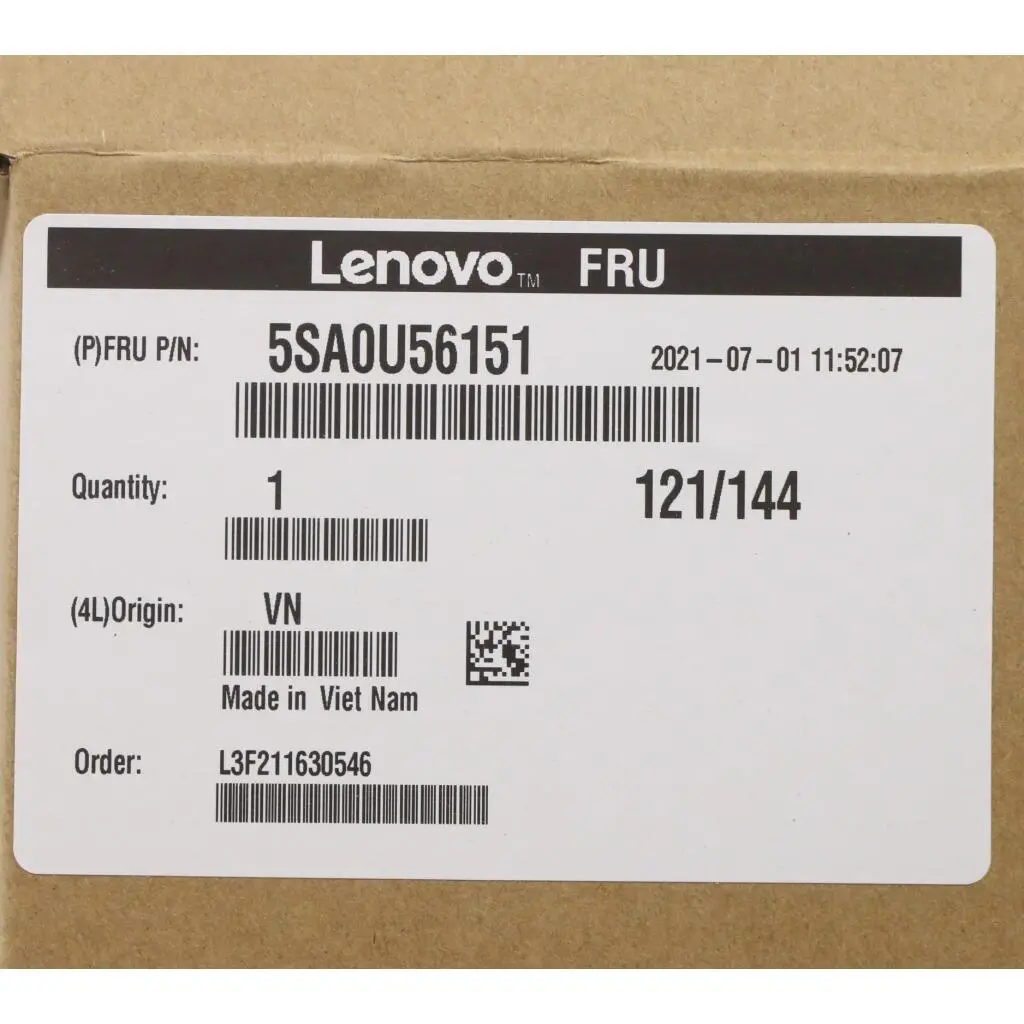 Lenovo™ FRU
(P)FRU P/N: 5SA0U56151 2021-07-01 11:52:07
Quantity: 1 121/144
(4L)Origin: VN
Made in Viet Nam
Order: L3F211630546